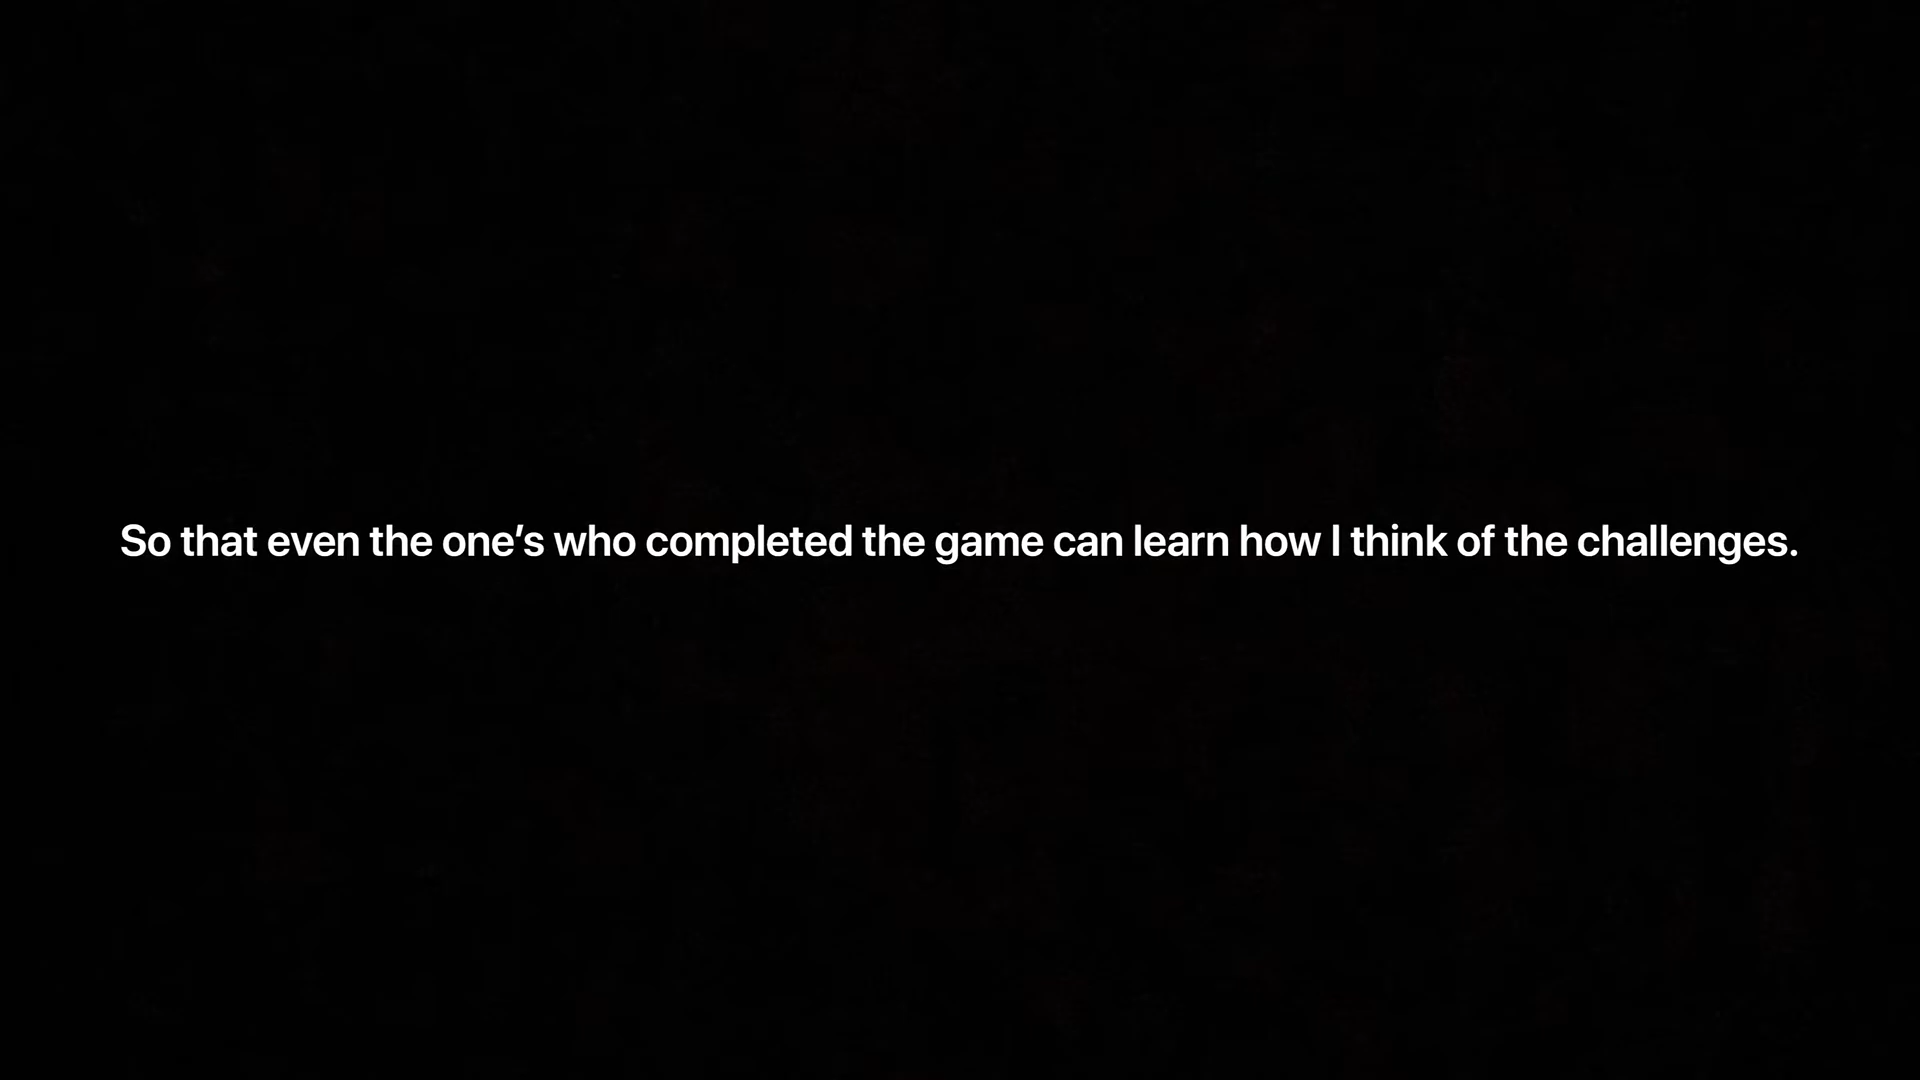 So that even the one’s who completed the game can learn how I think of the challenges.